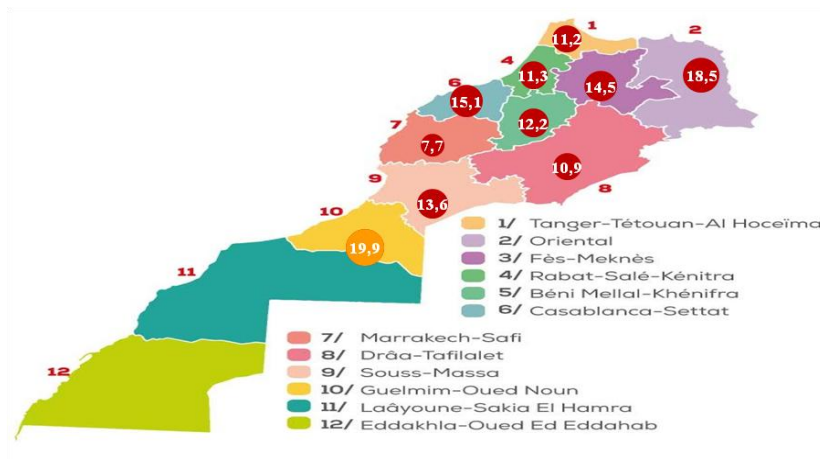 1
11,2
2
4
11,3
14,5
18,5
6
15,1
12,2
7
7,7
10,9
9
8
13,6
10
19,9
11
12
1/ Tanger-Tétouan-Al Hoceïma
2/ Oriental
3/ Fès-Meknès
4/ Rabat-Salé-Kénitra
5/ Béni Mellal-Khénifra
6/ Casablanca-Settat
7/ Marrakech-Safi
8/ Drâa-Tafilalet
9/ Souss-Massa
10/ Guelmim-Oued Noun
11/ Laâyoune-Sakia El Hamra
12/ Eddakhla-Oued Ed Eddahab